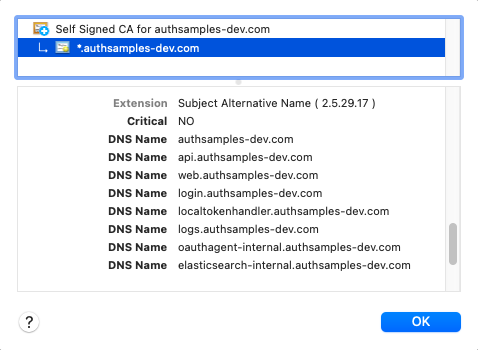 Self Signed CA for authsamples-dev.com
*.authsamples-dev.com
Extension Subject Alternative Name ( 2.5.29.17 )
Critical NO
DNS Name authsamples-dev.com
DNS Name api.authsamples-dev.com
DNS Name web.authsamples-dev.com
DNS Name login.authsamples-dev.com
DNS Name localtokenhandler.authsamples-dev.com
DNS Name logs.authsamples-dev.com
DNS Name oauthagent-internal.authsamples-dev.com
DNS Name elasticsearch-internal.authsamples-dev.com
? OK